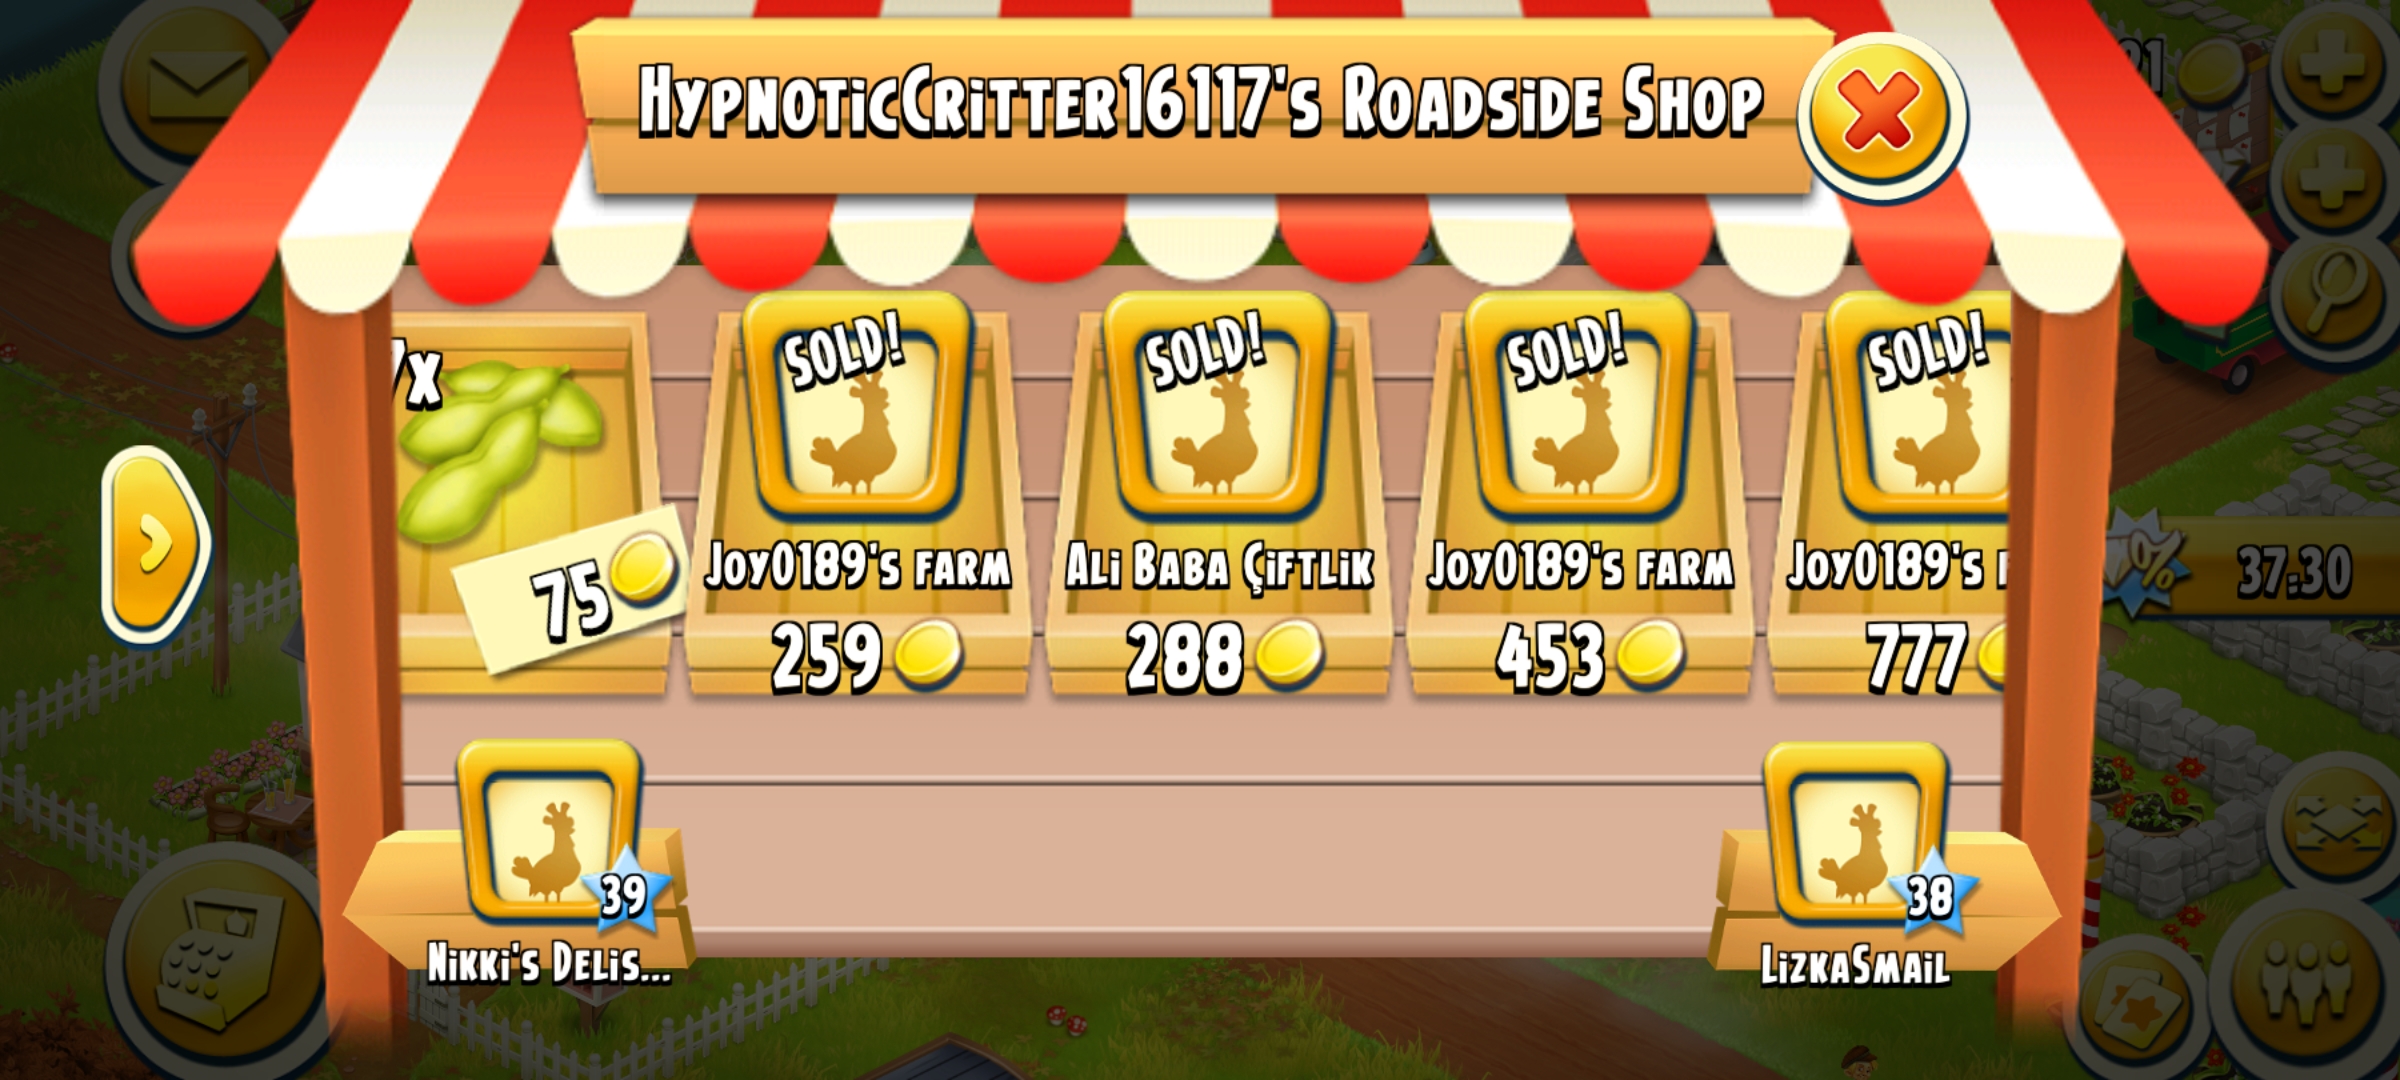 HypnoticCritter16117's Roadside Shop
x
SOLD!
SOLD!
SOLD!
SOLD!
75
Joy0189's farm
Ali Baba Çiftlik
Joy0189's farm
Joy0189's
259
288
453
777
37:30
39
Nikki's Delis...
38
LizkaSmail